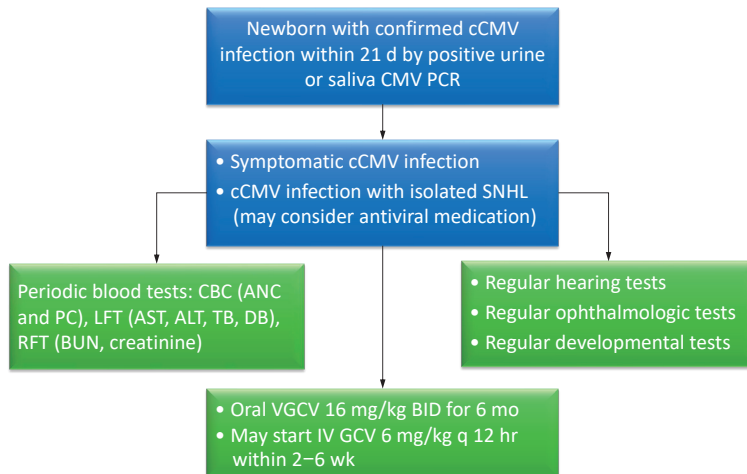 Newborn with confirmed cCMV
infection within 21 d by positive urine
or saliva CMV PCR
• Symptomatic cCMV infection
• cCMV infection with isolated SNHL
(may consider antiviral medication)
Periodic blood tests: CBC (ANC
and PC), LFT (AST, ALT, TB, DB),
RFT (BUN, creatinine)
• Regular hearing tests
• Regular ophthalmologic tests
• Regular developmental tests
• Oral VGCV 16 mg/kg BID for 6 mo
• May start IV GCV 6 mg/kg q 12 hr
within 2−6 wk